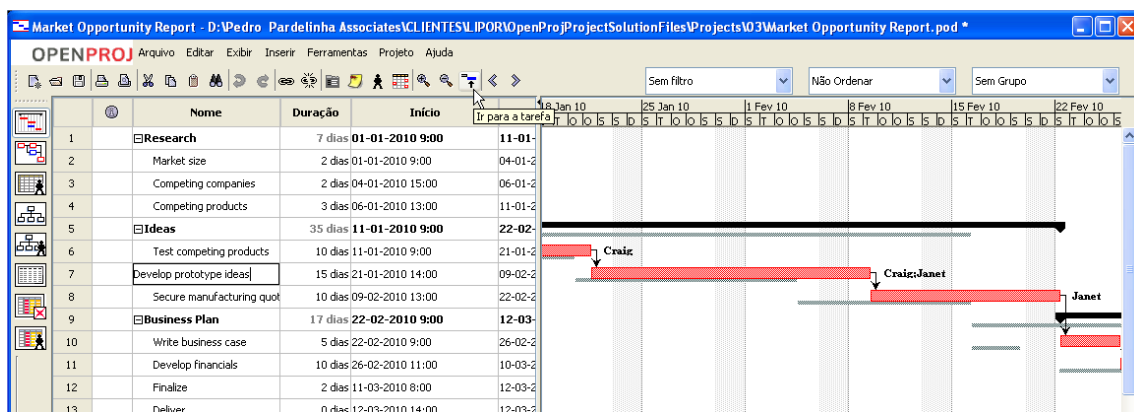 Market Opportunity Report - D:\Pedro Pardelinha Associates\CLIENTES\LIPOR\OpenProjProjectSolutionFiles\Projects\03\Market Opportunity Report.pod *
OPENPROJ Arquivo Editar Exibir Inserir Ferramentas Projeto Ajuda
Sem filtro Não Ordenar Sem Grupo
Ir para a tarefa
Nome Duração Início
18 Jan 10 25 Jan 10 1 Fev 10 8 Fev 10 15 Fev 10 22 Fev 10
T O O S S D S T O O S S D S T O O S S D S T O O S S D S T O O S S D S T O O S
1 Research 7 dias 01-01-2010 9:00 11-01-
2 Market size 2 dias 01-01-2010 9:00 04-01-2
3 Competing companies 2 dias 04-01-2010 15:00 06-01-2
4 Competing products 3 dias 06-01-2010 13:00 11-01-2
5 Ideas 35 dias 11-01-2010 9:00 22-02-
6 Test competing products 10 dias 11-01-2010 9:00 21-01-2 Craig
7 Develop prototype ideas 15 dias 21-01-2010 14:00 09-02-2 Craig;Janet
8 Secure manufacturing quot 10 dias 09-02-2010 13:00 22-02-2 Janet
9 Business Plan 17 dias 22-02-2010 9:00 12-03-
10 Write business case 5 dias 22-02-2010 9:00 26-02-2
11 Develop financials 10 dias 26-02-2010 11:00 10-03-2
12 Finalize 2 dias 11-03-2010 8:00 12-03-2
13 Deliver 0 dias 12-03-2010 14:00 12-03-2